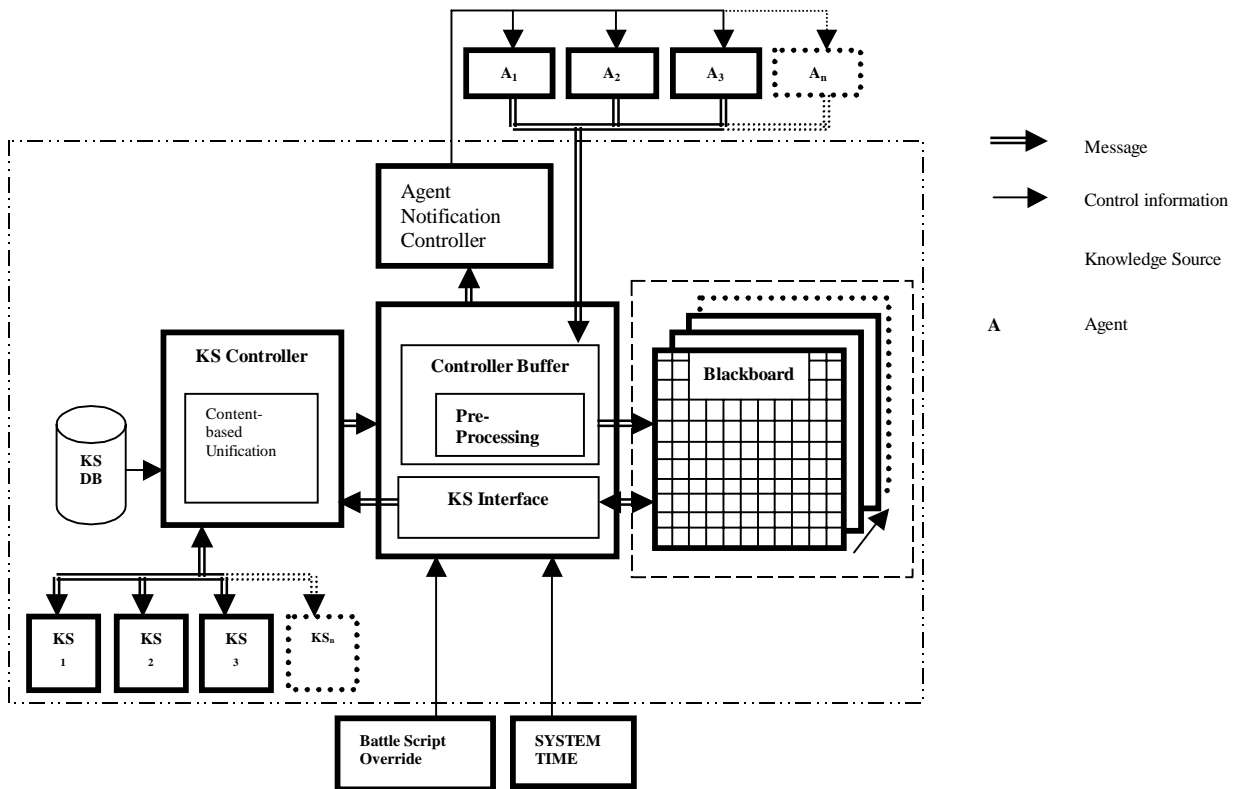 A1
A2
A3
An
Message
Agent
Notification
Controller
Control information
Knowledge Source
A Agent
KS Controller
Controller Buffer
Blackboard
Content-
based
Unification
Pre-
Processing
KS
DB
KS Interface
KS
1
KS
2
KS
3
KSn
Battle Script
Override
SYSTEM
TIME